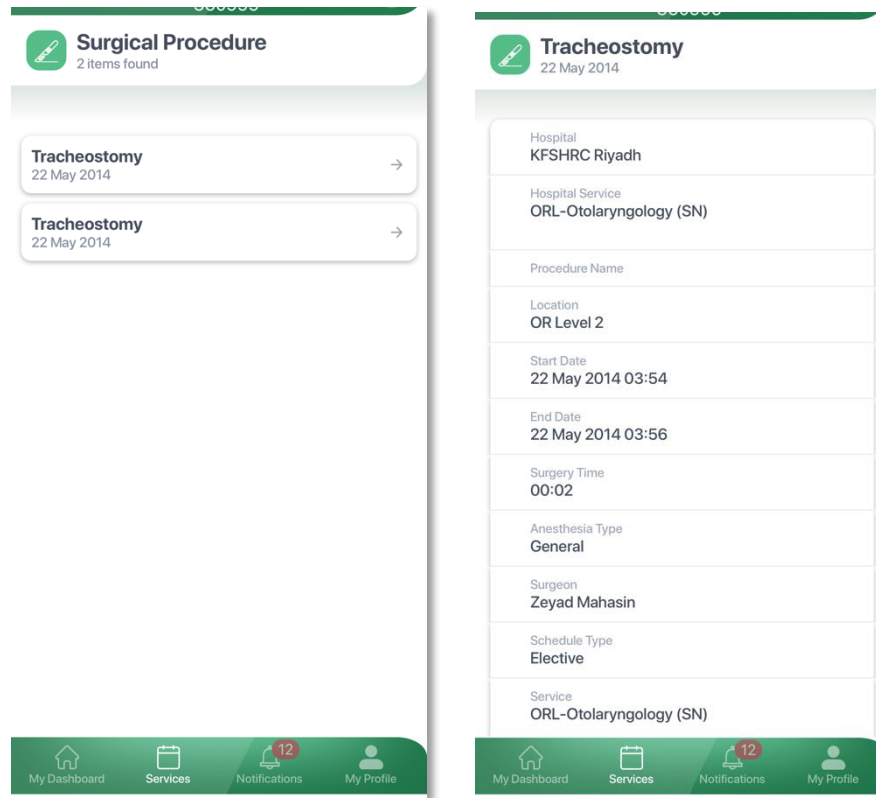 Surgical Procedure
2 items found
Tracheostomy
22 May 2014
Tracheostomy
22 May 2014
12
My Dashboard
Services
Notifications
My Profile
Tracheostomy
22 May 2014
Hospital
KFSHRC Riyadh
Hospital Service
ORL-Otolaryngology (SN)
Procedure Name
Location
OR Level 2
Start Date
22 May 2014 03:54
End Date
22 May 2014 03:56
Surgery Time
00:02
Anesthesia Type
General
Surgeon
Zeyad Mahasin
Schedule Type
Elective
Service
ORL-Otolaryngology (SN)
12
My Dashboard
Services
Notifications
My Profile